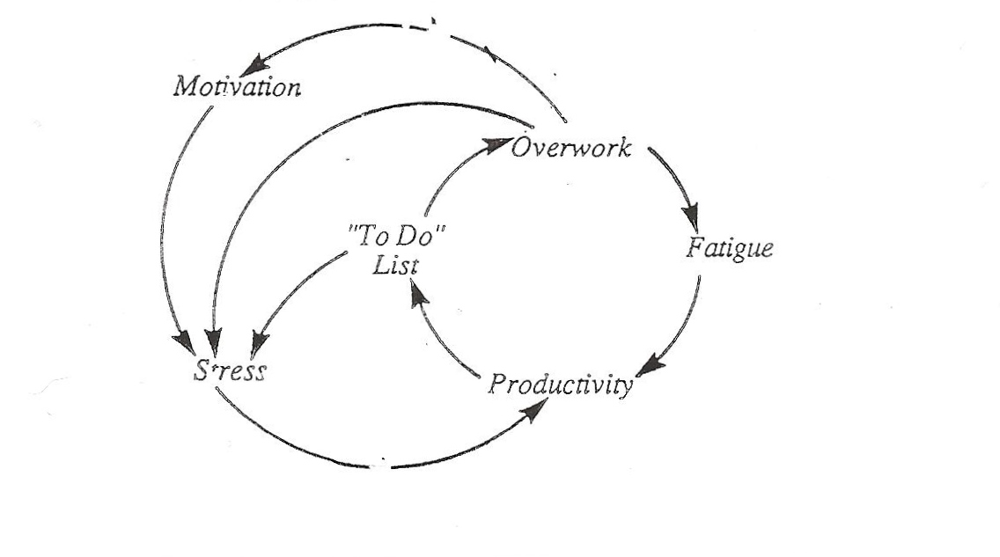 Motivation
Overwork
"To Do"
List
Fatigue
Stress
Productivity